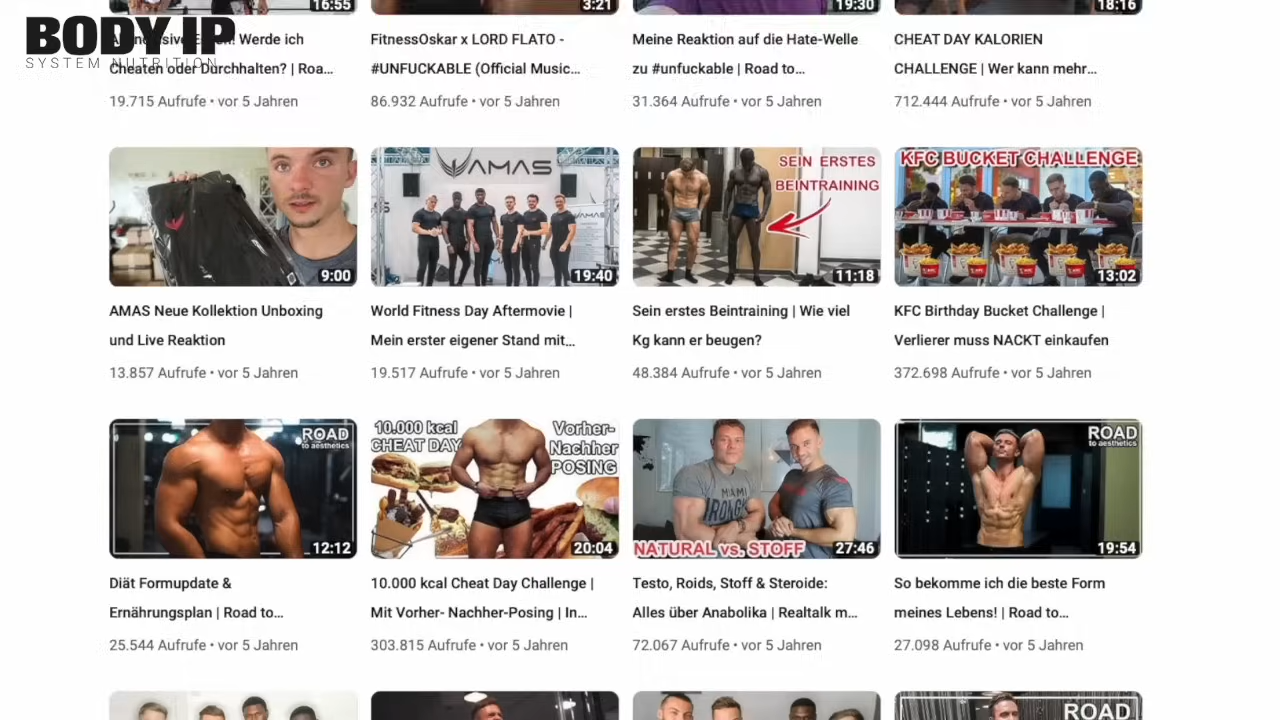 16:55
3:21
19:30
18:16
BODY IP
SYSTEM NUTRITION
Werde ich
Cheaten oder Durchhalten? | Roa...
19.715 Aufrufe • vor 5 Jahren
FitnessOskar x LORD FLATO -
#UNFUCKABLE (Official Music...
86.932 Aufrufe • vor 5 Jahren
Meine Reaktion auf die Hate-Welle
zu #unfuckable | Road to...
31.364 Aufrufe • vor 5 Jahren
CHEAT DAY KALORIEN
CHALLENGE | Wer kann mehr...
712.444 Aufrufe • vor 5 Jahren
9:00
AMAS
19:40
SEIN ERSTES
BEINTRAINING
11:18
KFC BUCKET CHALLENGE
13:02
AMAS Neue Kollektion Unboxing
und Live Reaktion
13.857 Aufrufe • vor 5 Jahren
World Fitness Day Aftermovie |
Mein erster eigener Stand mit...
19.517 Aufrufe • vor 5 Jahren
Sein erstes Beintraining | Wie viel
Kg kann er beugen?
48.384 Aufrufe • vor 5 Jahren
KFC Birthday Bucket Challenge |
Verlierer muss NACKT einkaufen
372.698 Aufrufe • vor 5 Jahren
ROAD
to aesthetics
12:12
10.000 kcal
CHEAT DAY
Vorher-
Nachher
POSING
20:04
MIAMI
NATURAL vs. STOFF
27:46
ROAD
to aesthetics
19:54
Diät Formupdate &
Ernährungsplan | Road to...
25.544 Aufrufe • vor 5 Jahren
10.000 kcal Cheat Day Challenge |
Mit Vorher- Nachher-Posing | In...
303.815 Aufrufe • vor 5 Jahren
Testo, Roids, Stoff & Steroide:
Alles über Anabolika | Realtalk m...
72.067 Aufrufe • vor 5 Jahren
So bekomme ich die beste Form
meines Lebens! | Road to...
27.098 Aufrufe • vor 5 Jahren
ROAD